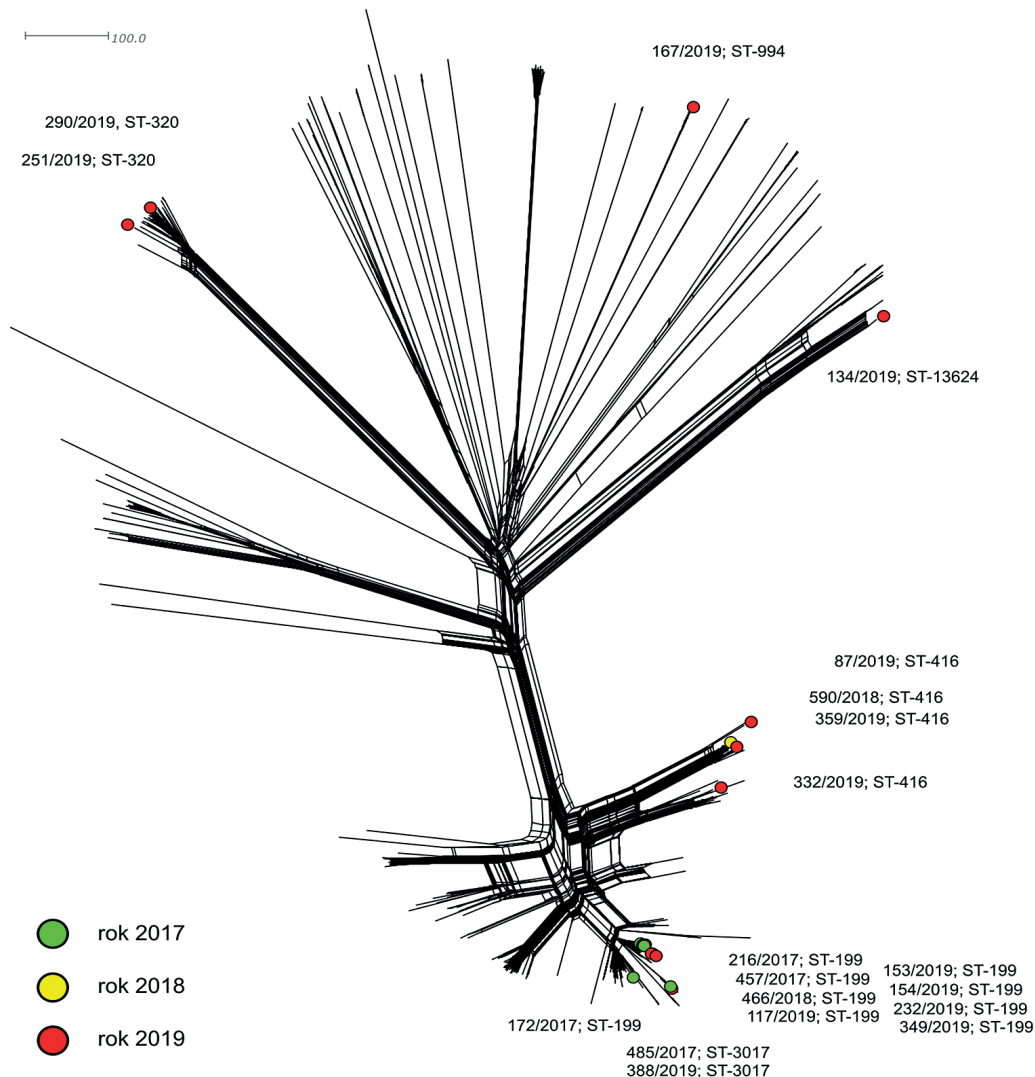 100.0
167/2019; ST-994
290/2019, ST-320
251/2019; ST-320
134/2019; ST-13624
87/2019; ST-416
590/2018; ST-416
359/2019; ST-416
332/2019; ST-416
rok 2017
rok 2018
rok 2019
216/2017; ST-199
457/2017; ST-199
466/2018; ST-199
117/2019; ST-199
153/2019; ST-199
154/2019; ST-199
232/2019; ST-199
349/2019; ST-199
172/2017; ST-199
485/2017; ST-3017
388/2019; ST-3017